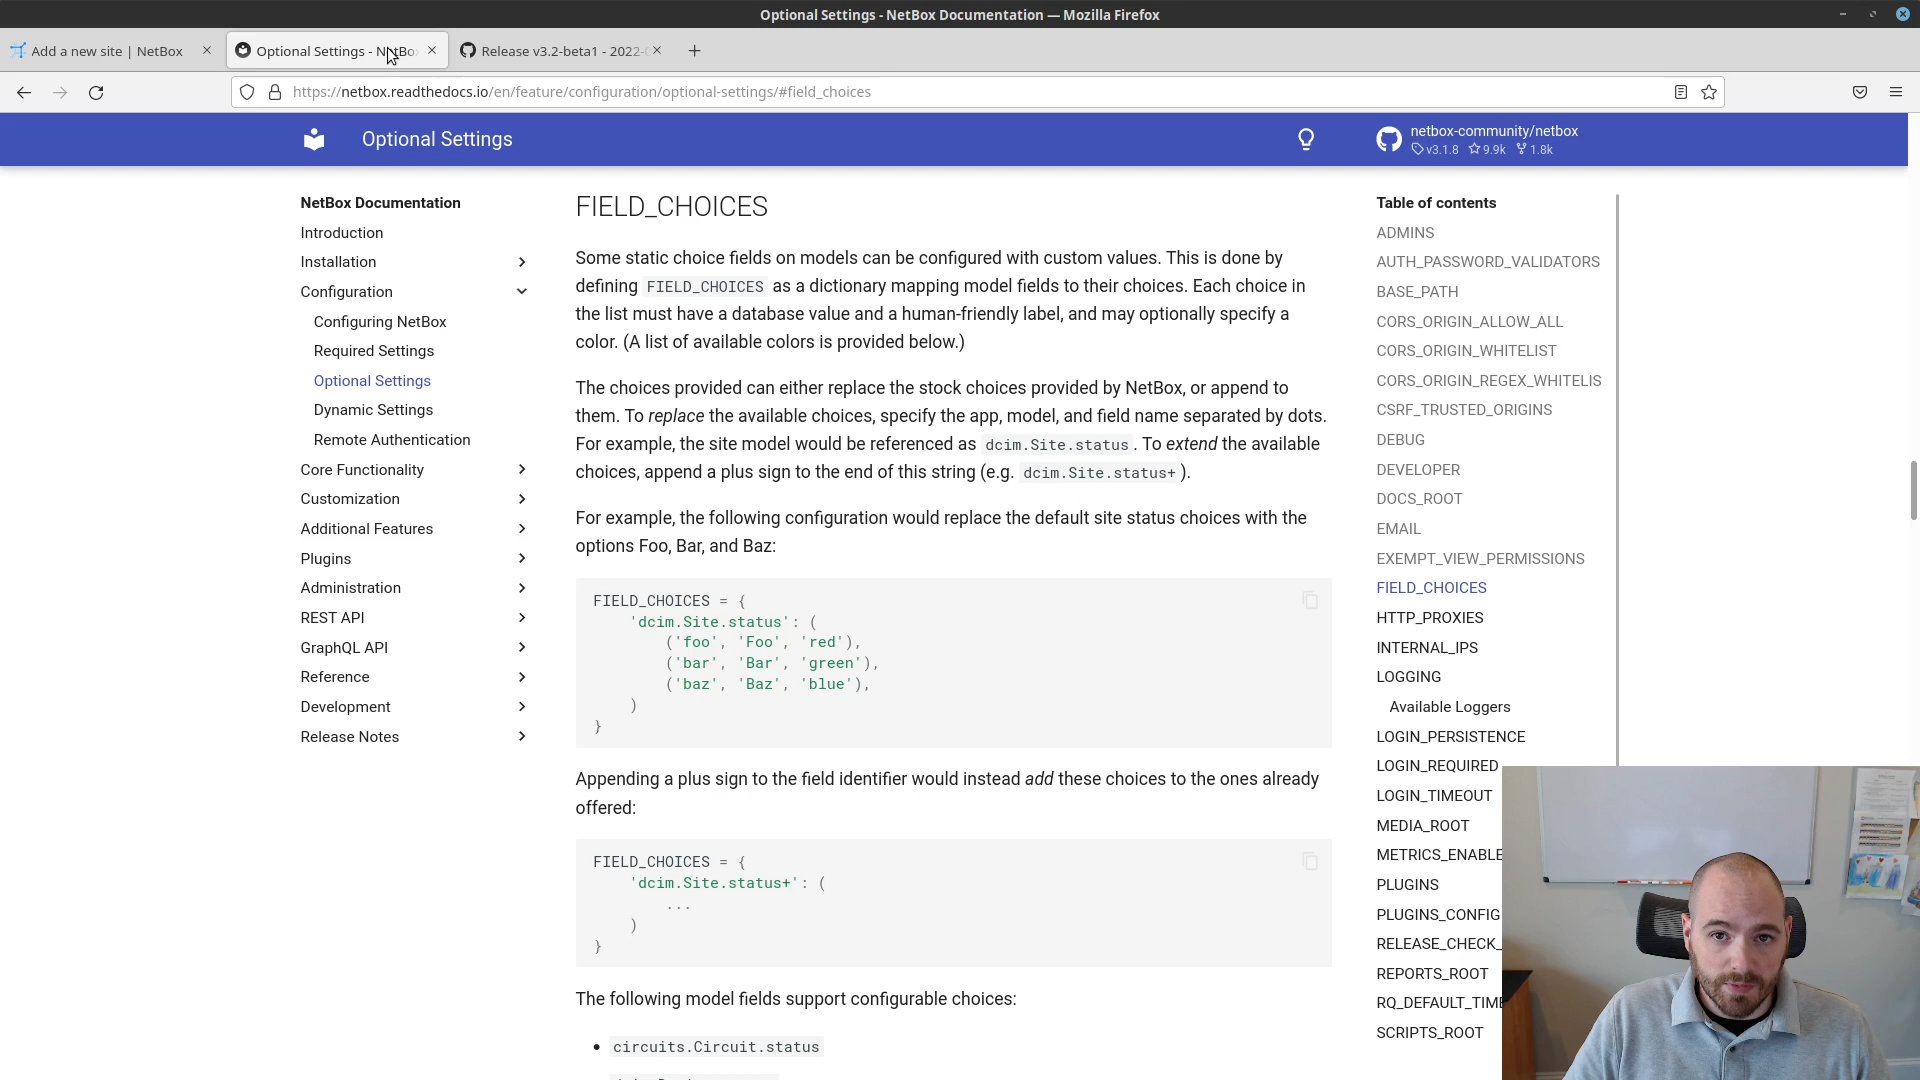 Optional Settings - NetBox Documentation — Mozilla Firefox
Add a new site | NetBox
Optional Settings - NetBo
Release v3.2-beta1 - 2022-
https://netbox.readthedocs.io/en/feature/configuration/optional-settings/#field_choices
Optional Settings
netbox-community/netbox
v3.1.8 9.9k 1.8k
NetBox Documentation
Introduction
Installation
Configuration
Configuring NetBox
Required Settings
Optional Settings
Dynamic Settings
Remote Authentication
Core Functionality
Customization
Additional Features
Plugins
Administration
REST API
GraphQL API
Reference
Development
Release Notes
FIELD_CHOICES
Some static choice fields on models can be configured with custom values. This is done by
defining FIELD_CHOICES as a dictionary mapping model fields to their choices. Each choice in
the list must have a database value and a human-friendly label, and may optionally specify a
color. (A list of available colors is provided below.)
The choices provided can either replace the stock choices provided by NetBox, or append to
them. To replace the available choices, specify the app, model, and field name separated by dots.
For example, the site model would be referenced as dcim.Site.status. To extend the available
choices, append a plus sign to the end of this string (e.g. dcim.Site.status+).
For example, the following configuration would replace the default site status choices with the
options Foo, Bar, and Baz:
FIELD_CHOICES = {
'dcim.Site.status': (
('foo', 'Foo', 'red'),
('bar', 'Bar', 'green'),
('baz', 'Baz', 'blue'),
)
}
Appending a plus sign to the field identifier would instead add these choices to the ones already
offered:
FIELD_CHOICES = {
'dcim.Site.status+': (
...
)
}
The following model fields support configurable choices:
• circuits.Circuit.status
Table of contents
ADMINS
AUTH_PASSWORD_VALIDATORS
BASE_PATH
CORS_ORIGIN_ALLOW_ALL
CORS_ORIGIN_WHITELIST
CORS_ORIGIN_REGEX_WHITELIS
CSRF_TRUSTED_ORIGINS
DEBUG
DEVELOPER
DOCS_ROOT
EMAIL
EXEMPT_VIEW_PERMISSIONS
FIELD_CHOICES
HTTP_PROXIES
INTERNAL_IPS
LOGGING
Available Loggers
LOGIN_PERSISTENCE
LOGIN_REQUIRED
LOGIN_TIMEOUT
MEDIA_ROOT
METRICS_ENABLE
PLUGINS
PLUGINS_CONFIG
RELEASE_CHECK_
REPORTS_ROOT
RQ_DEFAULT_TIME
SCRIPTS_ROOT